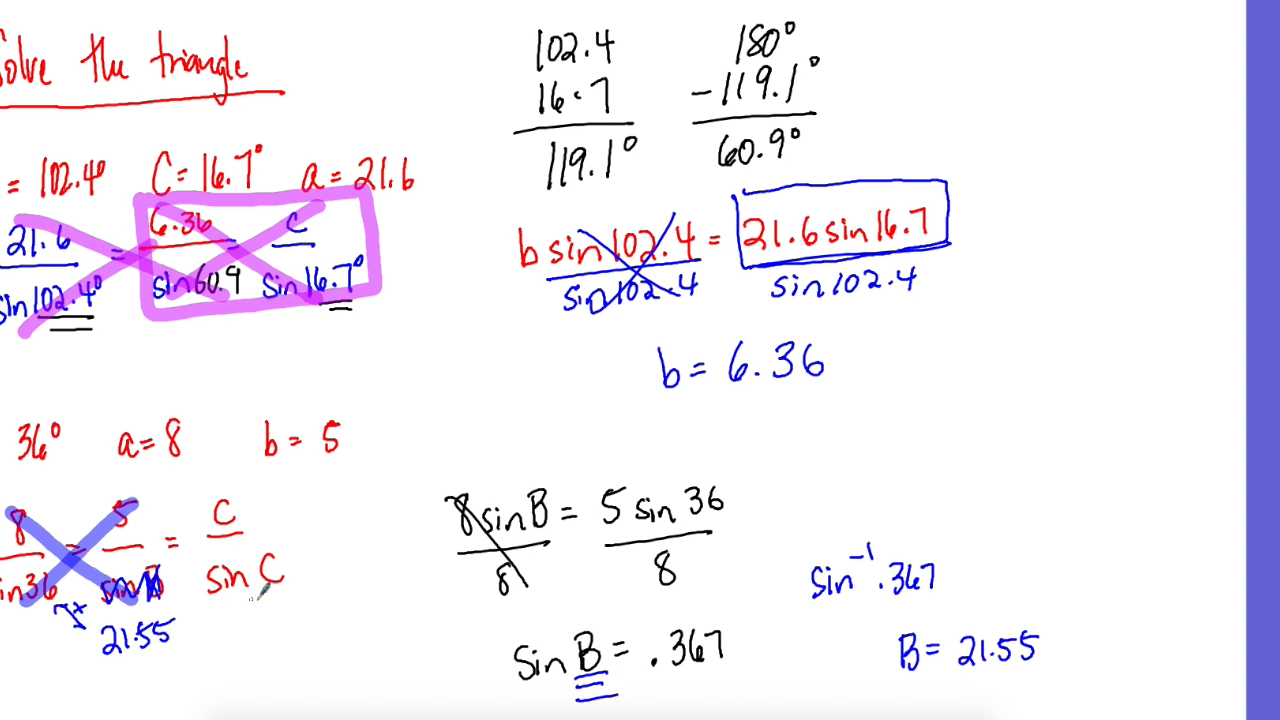 Solve the triangle
= 102.4° C = 16.7° a = 21.6
21.6 = 6.36 = c
sin 102.4° sin 60.9 sin 16.7°
102.4
16.7
119.1°
180°
- 119.1°
60.9°
b sin 102.4 = 21.6 sin 16.7
sin 102.4 sin 102.4
b = 6.36
36° a = 8 b = 5
8 = 5 = C
sin 36 sin B sin C
21.55
8 sin B = 5 sin 36
8 8
sin B = .367
sin⁻¹ .367
B = 21.55